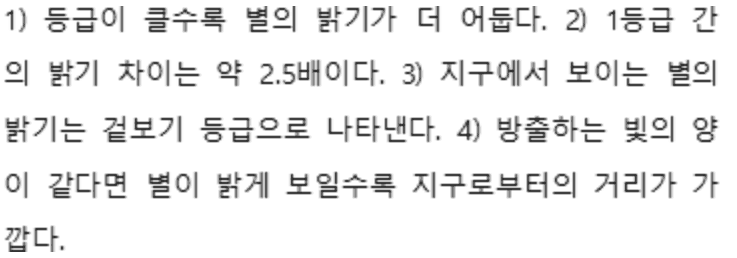 1) 등급이 클수록 별의 밝기가 더 어둡다. 2) 1등급 간
의 밝기 차이는 약 2.5배이다. 3) 지구에서 보이는 별의
밝기는 겉보기 등급으로 나타낸다. 4) 방출하는 빛의 양
이 같다면 별이 밝게 보일수록 지구로부터의 거리가 가
깝다.